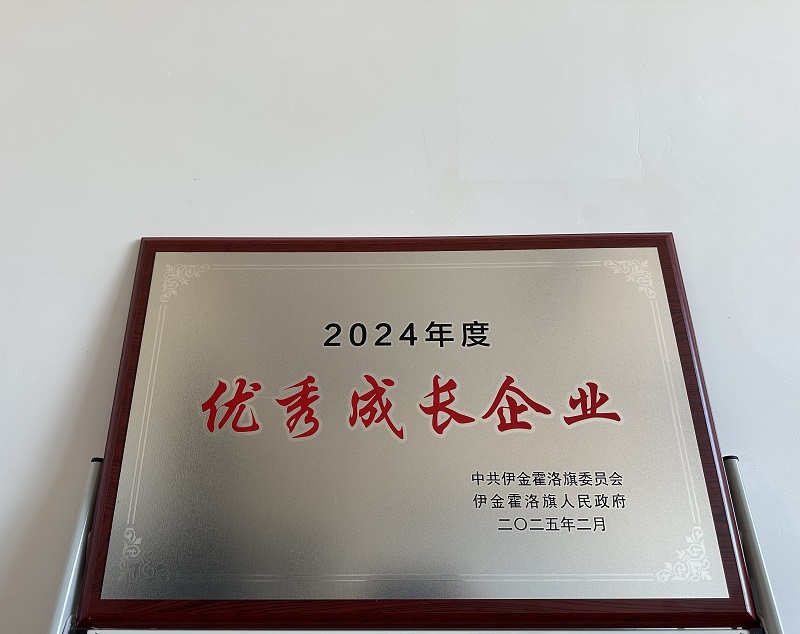 2024年度
优秀成长企业
中共伊金霍洛旗委员会
伊金霍洛旗人民政府
二〇二五年二月